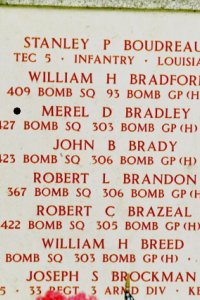 STANLEY P BOUDREAU
TEC 5 · INFANTRY · LOUISIA
WILLIAM H BRADFORD
409 BOMB SQ 93 BOMB GP (H
MEREL D BRADLEY
427 BOMB SQ 303 BOMB GP (H)
JOHN B BRADY
423 BOMB SQ 306 BOMB GP (H)
ROBERT L BRANDON
367 BOMB SQ 306 BOMB GP (H
ROBERT C BRAZEAL
422 BOMB SQ 305 BOMB GP (H)
WILLIAM H BREED
BOMB SQ 303 BOMB GP (H) ·
JOSEPH S BROCKMAN
5 · 33 REGT 3 ARMD DIV · KE